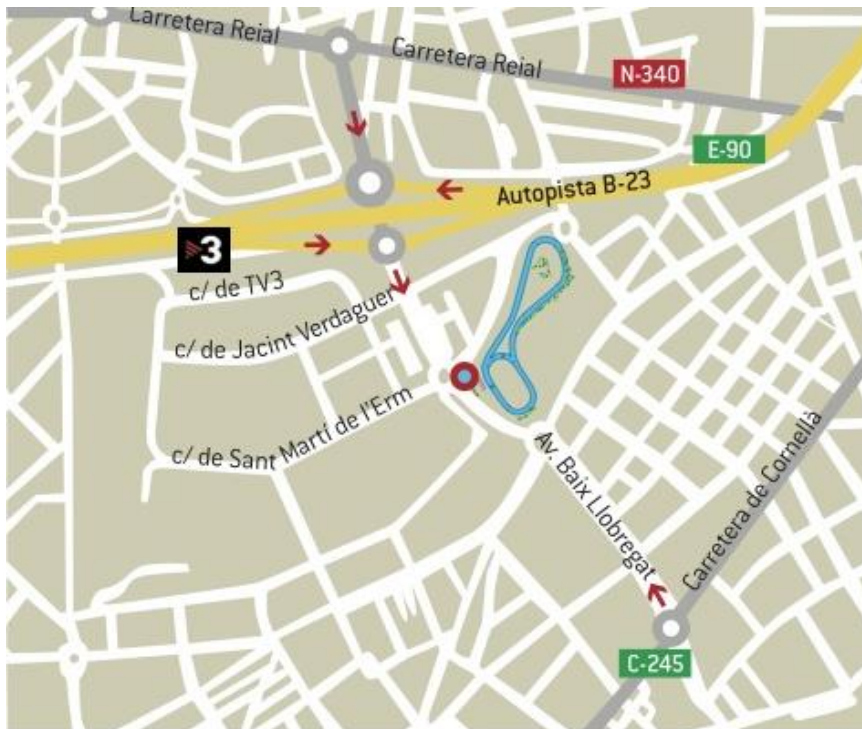 Carretera Reial
Carretera Reial
N-340
E-90
Autopista B-23
3
c/ de TV3
c/ de Jacint Verdaguer
c/ de Sant Martí de l'Erm
Av. Baix Llobregat
Carretera de Cornellà
C-245